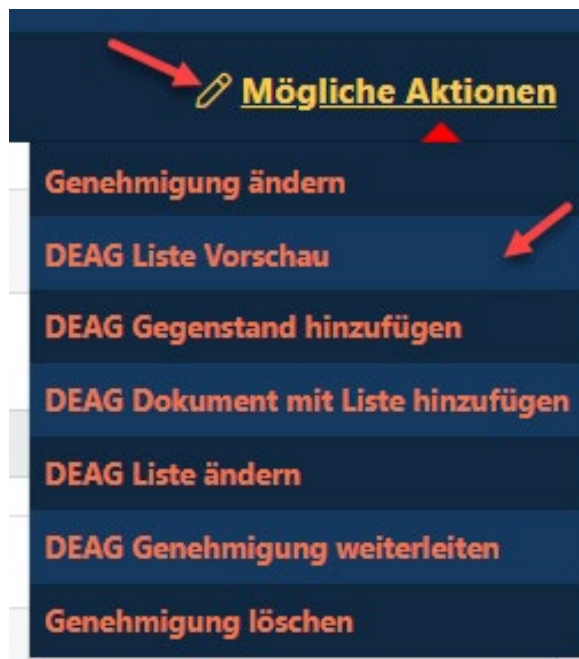 Mögliche Aktionen
Genehmigung ändern
DEAG Liste Vorschau
DEAG Gegenstand hinzufügen
DEAG Dokument mit Liste hinzufügen
DEAG Liste ändern
DEAG Genehmigung weiterleiten
Genehmigung löschen